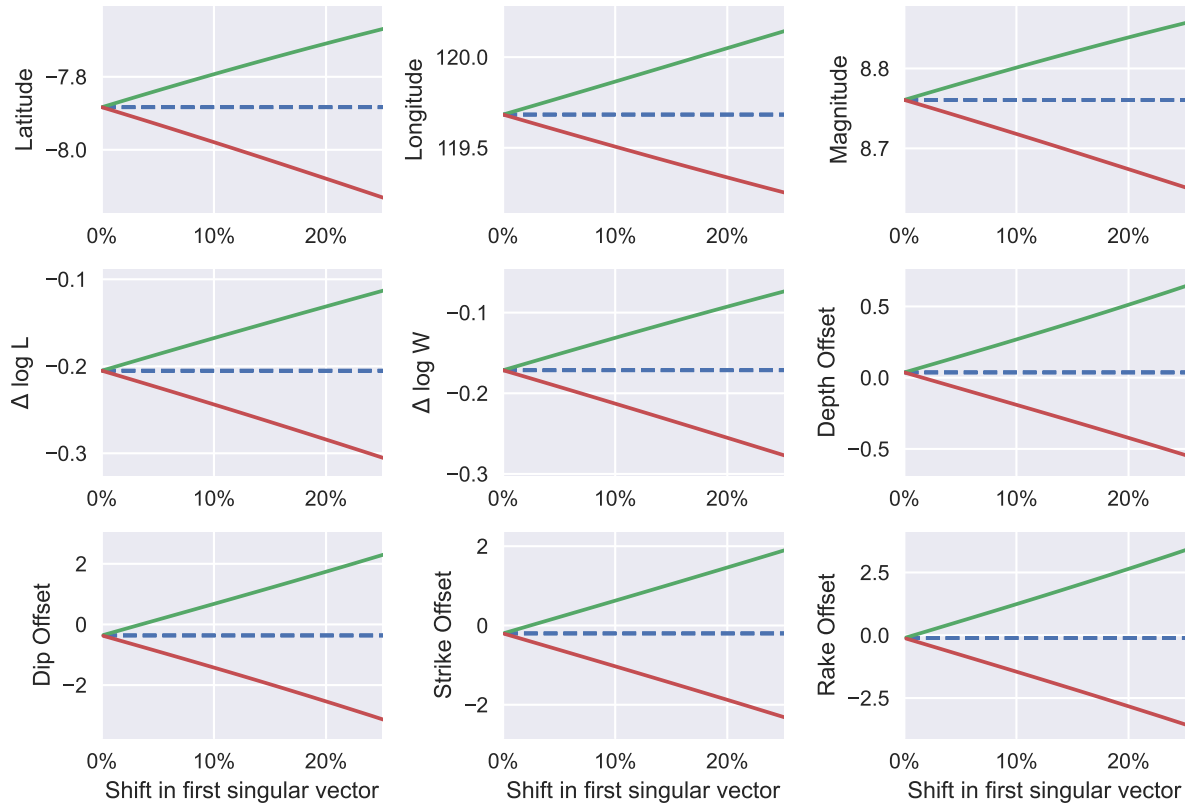 Latitude
−7.8
−8.0
0% 10% 20%
Longitude
120.0
119.5
0% 10% 20%
Magnitude
8.8
8.7
0% 10% 20%
Δ log L
−0.1
−0.2
−0.3
0% 10% 20%
Δ log W
−0.1
−0.2
−0.3
0% 10% 20%
Depth Offset
0.5
0.0
−0.5
0% 10% 20%
Dip Offset
2
0
−2
0% 10% 20%
Shift in first singular vector
Strike Offset
2
0
−2
0% 10% 20%
Shift in first singular vector
Rake Offset
2.5
0.0
−2.5
0% 10% 20%
Shift in first singular vector